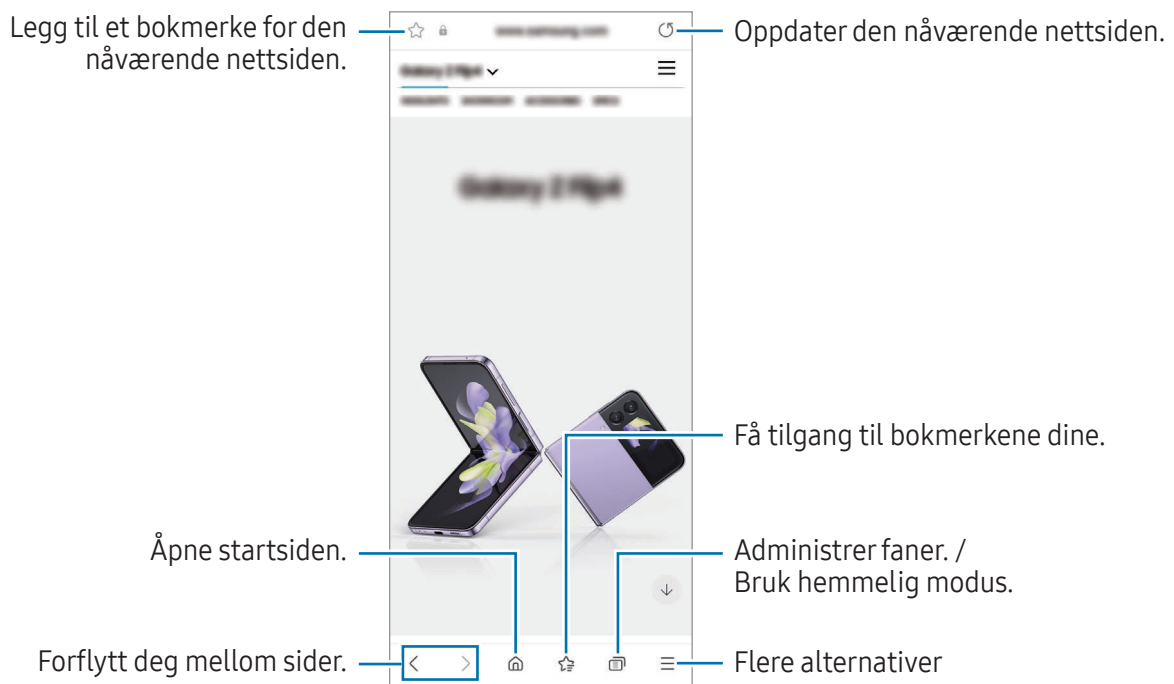 Legg til et bokmerke for den
nåværende nettsiden.
Oppdater den nåværende nettsiden.
Få tilgang til bokmerkene dine.
Åpne startsiden.
Administrer faner. /
Bruk hemmelig modus.
Forflytt deg mellom sider.
Flere alternativer